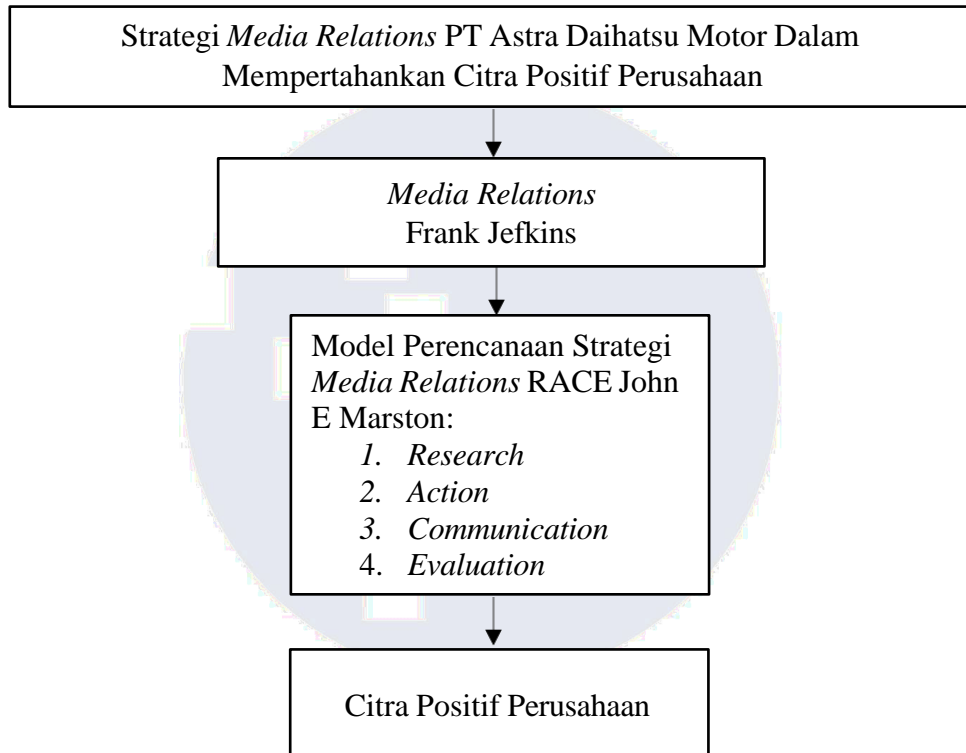 Strategi Media Relations PT Astra Daihatsu Motor Dalam
Mempertahankan Citra Positif Perusahaan
Media Relations
Frank Jefkins
Model Perencanaan Strategi
Media Relations RACE John
E Marston:
1. Research
2. Action
3. Communication
4. Evaluation
Citra Positif Perusahaan